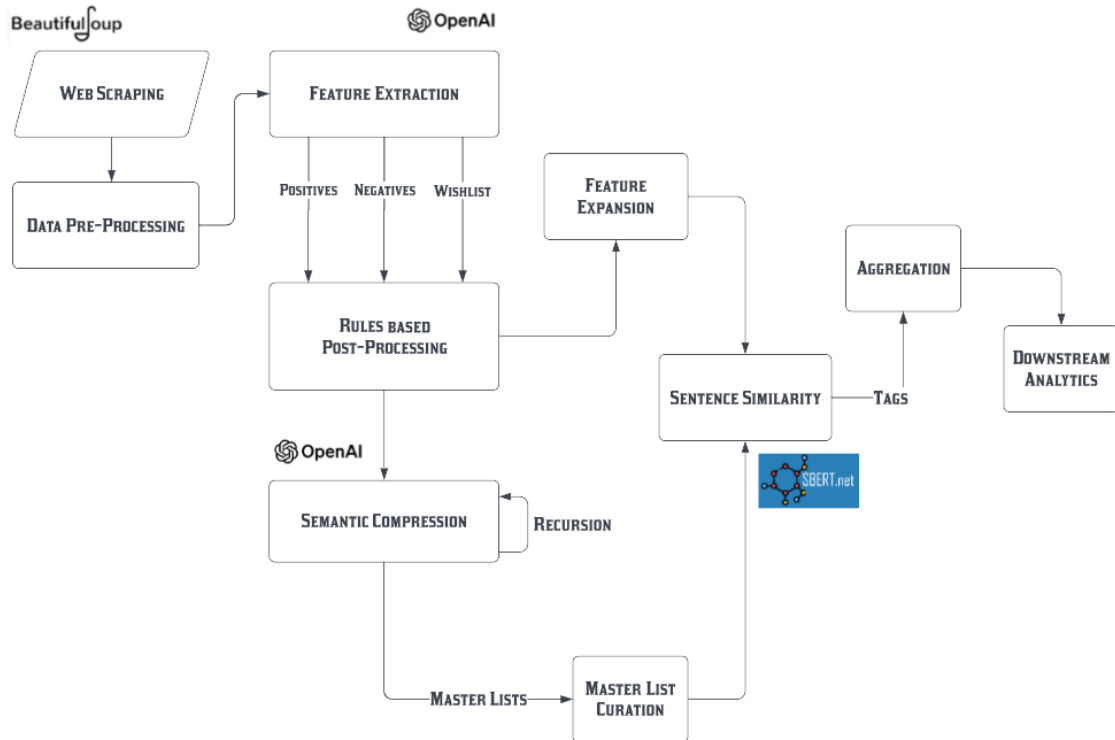 BeautifulSoup
OpenAI
WEB SCRAPING
FEATURE EXTRACTION
POSITIVES
NEGATIVES
WISHLIST
DATA PRE-PROCESSING
FEATURE
EXPANSION
AGGREGATION
RULES BASED
POST-PROCESSING
DOWNSTREAM
ANALYTICS
SENTENCE SIMILARITY
TAGS
OpenAI
SBERT.net
SEMANTIC COMPRESSION
RECURSION
MASTER LISTS
MASTER LIST
CURATION